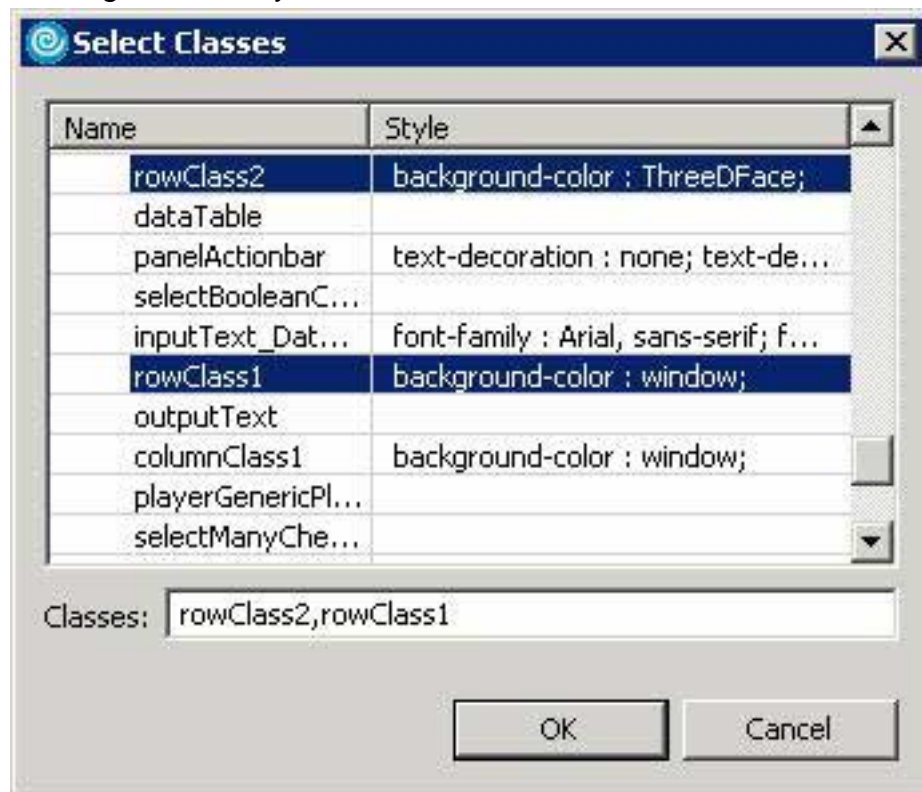 Select Classes
Name Style
rowClass2 background-color : ThreeDFace;
dataTable
panelActionbar text-decoration : none; text-de...
selectBooleanC...
inputText_Dat... font-family : Arial, sans-serif; f...
rowClass1 background-color : window;
outputText
columnClass1 background-color : window;
playerGenericPl...
selectManyChe...
Classes: rowClass2,rowClass1
OK Cancel